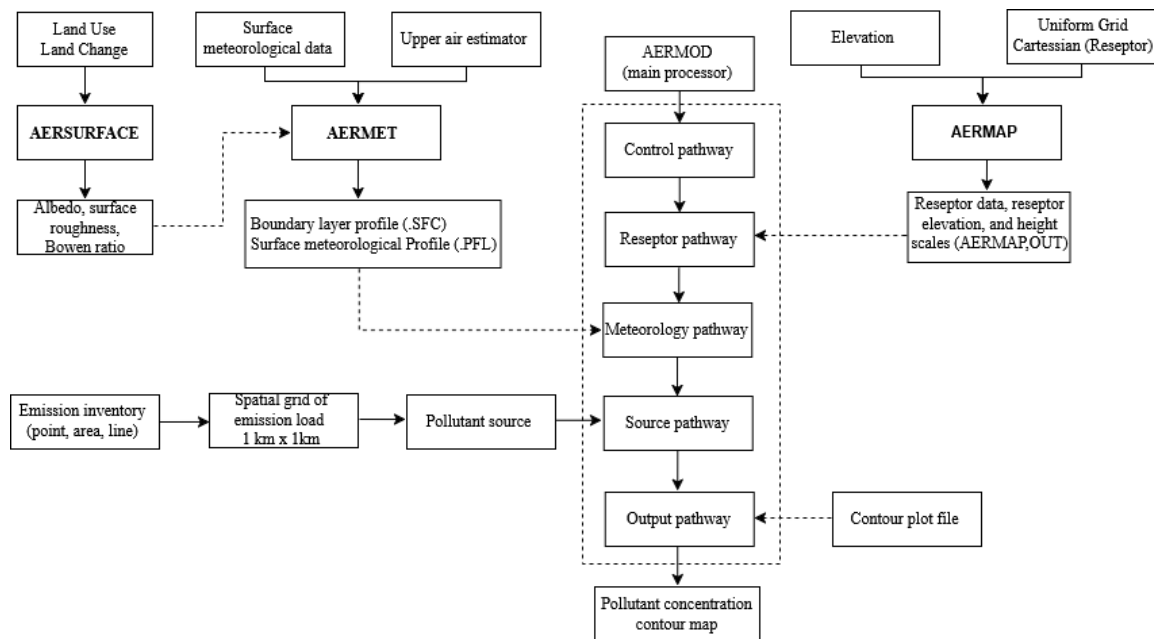 Land Use
Land Change
Surface
meteorological data
Upper air estimator
AERMOD
(main processor)
Elevation
Uniform Grid
Cartessian (Reseptor)
AERSURFACE
AERMET
Control pathway
AERMAP
Albedo, surface
roughness,
Bowen ratio
Boundary layer profile (.SFC)
Surface meteorological Profile (.PFL)
Reseptor pathway
Reseptor data, reseptor
elevation, and height
scales (AERMAP,OUT)
Meteorology pathway
Emission inventory
(point, area, line)
Spatial grid of
emission load
1 km x 1km
Pollutant source
Source pathway
Output pathway
Contour plot file
Pollutant concentration
contour map